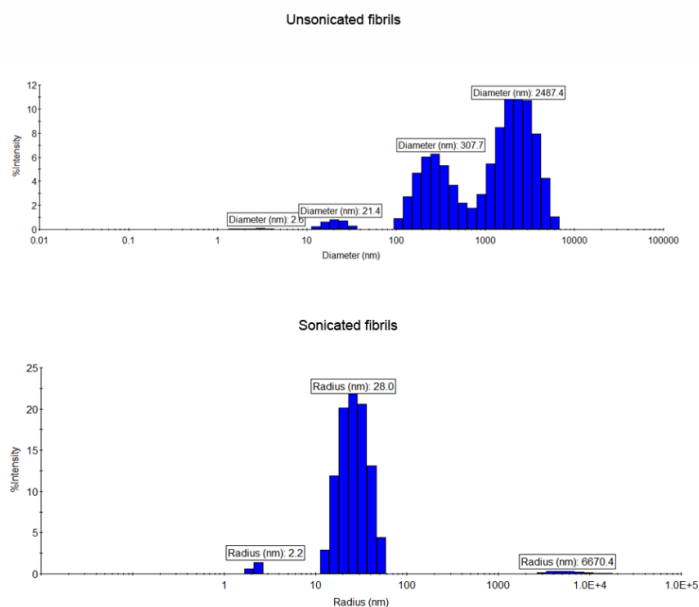 Unsonicated fibrils
12
10
8
6
4
2
0
%Intensity
Diameter (nm): 2487.4
Diameter (nm): 307.7
Diameter (nm): 21.4
Diameter (nm): 2.6
0.01 0.1 1 10 100 1000 10000 100000
Diameter (nm)
Sonicated fibrils
25
20
15
10
5
0
%Intensity
Radius (nm): 28.0
Radius (nm): 2.2
Radius (nm): 6670.4
1 10 100 1000 1.0E+4 1.0E+5
Radius (nm)